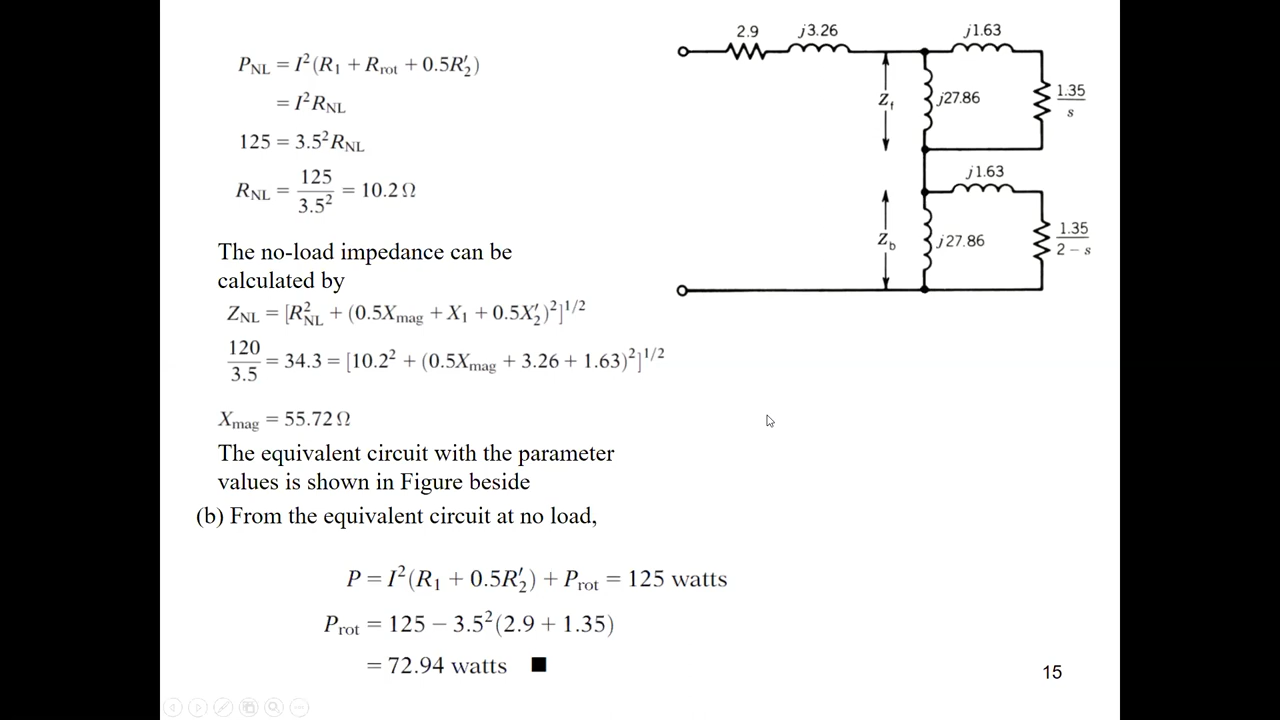 P_NL = I²(R₁ + R_rot + 0.5R′₂)
= I²R_NL
125 = 3.5²R_NL
R_NL = 125/3.5² = 10.2 Ω
The no-load impedance can be
calculated by
Z_NL = [R²_NL + (0.5X_mag + X₁ + 0.5X′₂)²]^1/2
120/3.5 = 34.3 = [10.2² + (0.5X_mag + 3.26 + 1.63)²]^1/2
X_mag = 55.72 Ω
The equivalent circuit with the parameter
values is shown in Figure beside
(b) From the equivalent circuit at no load,
P = I²(R₁ + 0.5R′₂) + P_rot = 125 watts
P_rot = 125 − 3.5²(2.9 + 1.35)
= 72.94 watts ■
2.9 j3.26 j1.63
Z_f j27.86 1.35/s
j1.63
Z_b j27.86 1.35/2 − s
15